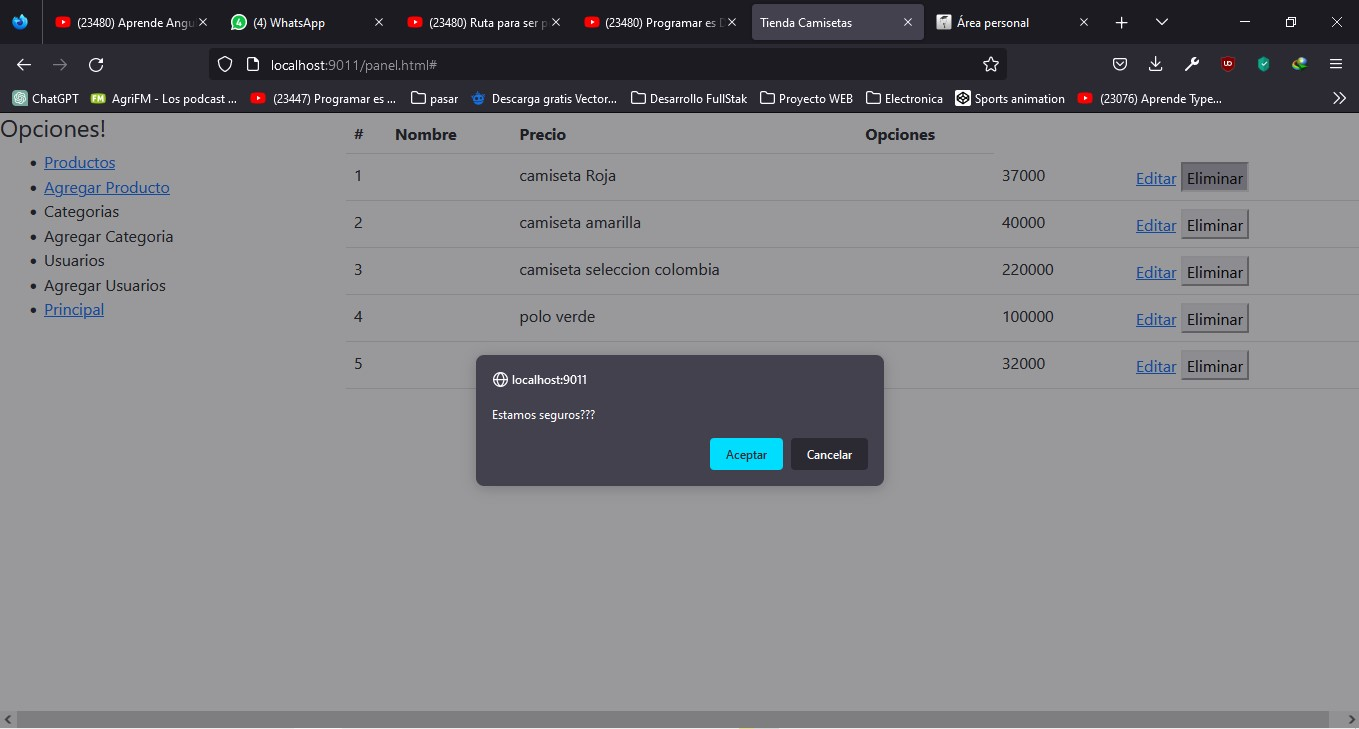 (23480) Aprende Angu
(4) WhatsApp
(23480) Ruta para ser p
(23480) Programar es D
Tienda Camisetas
Área personal
localhost:9011/panel.html#
ChatGPT
FM AgriFM - Los podcast ...
(23447) Programar es ...
pasar
Descarga gratis Vector...
Desarrollo FullStak
Proyecto WEB
Electronica
Sports animation
(23076) Aprende Type...
Opciones!
Productos
Agregar Producto
Categorias
Agregar Categoria
Usuarios
Agregar Usuarios
Principal
# Nombre Precio Opciones
1 camiseta Roja 37000 Editar Eliminar
2 camiseta amarilla 40000 Editar Eliminar
3 camiseta seleccion colombia 220000 Editar Eliminar
4 polo verde 100000 Editar Eliminar
5 32000 Editar Eliminar
localhost:9011
Estamos seguros???
Aceptar Cancelar